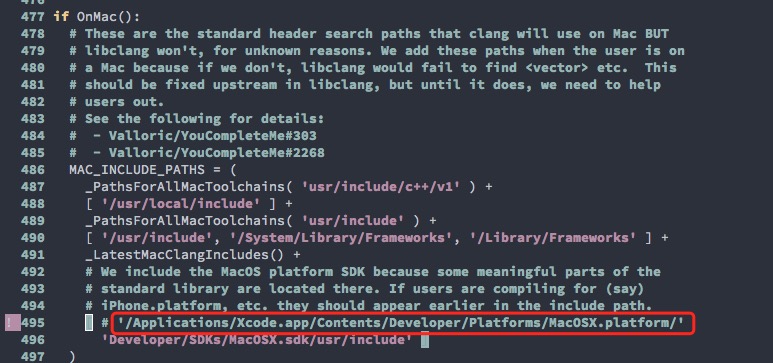 477 if OnMac():
478   # These are the standard header search paths that clang will use on Mac BUT
479   # libclang won't, for unknown reasons. We add these paths when the user is on
480   # a Mac because if we don't, libclang would fail to find <vector> etc.  This
481   # should be fixed upstream in libclang, but until it does, we need to help
482   # users out.
483   # See the following for details:
484   #  - Valloric/YouCompleteMe#303
485   #  - Valloric/YouCompleteMe#2268
486   MAC_INCLUDE_PATHS = (
487     _PathsForAllMacToolchains( 'usr/include/c++/v1' ) +
488     [ '/usr/local/include' ] +
489     _PathsForAllMacToolchains( 'usr/include' ) +
490     [ '/usr/include', '/System/Library/Frameworks', '/Library/Frameworks' ] +
491     _LatestMacClangIncludes() +
492     # We include the MacOS platform SDK because some meaningful parts of the
493     # standard library are located there. If users are compiling for (say)
494     # iPhone.platform, etc. they should appear earlier in the include path.
! 495     [ # '/Applications/Xcode.app/Contents/Developer/Platforms/MacOSX.platform/'
496       'Developer/SDKs/MacOSX.sdk/usr/include' ]
497   )